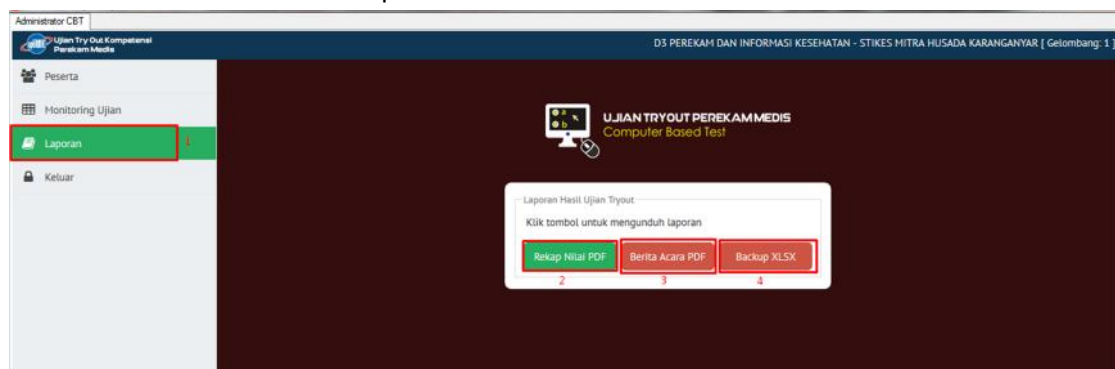 Administrator CBT
Ujian Try Out Kompetensi
Perekam Medis
D3 PEREKAM DAN INFORMASI KESEHATAN - STIKES MITRA HUSADA KARANGANYAR [ Gelombang: 1 ]
Peserta
Monitoring Ujian
Laporan 1
Keluar
a
b
UJIAN TRYOUT PEREKAM MEDIS
Computer Based Test
Laporan Hasil Ujian Tryout
Klik tombol untuk mengunduh laporan
Rekap Nilai PDF Berita Acara PDF Backup XLSX
2 3 4